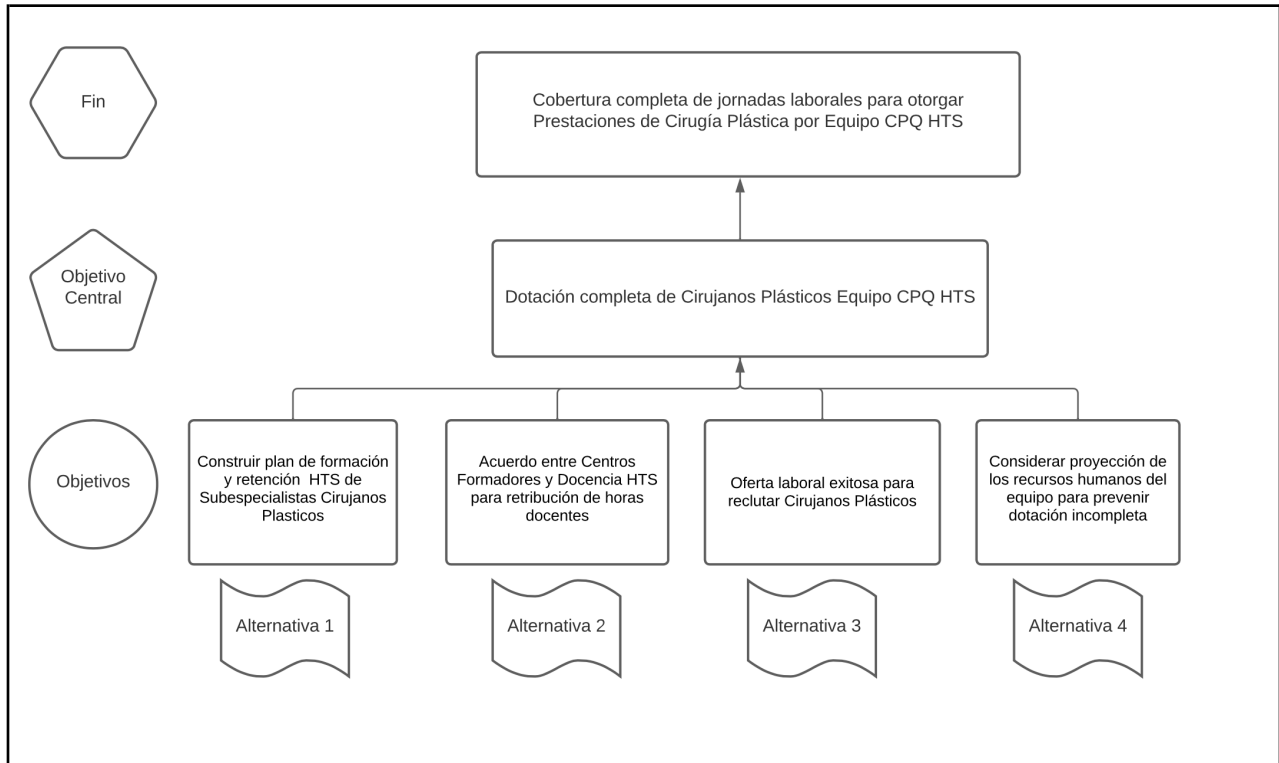 Fin
Cobertura completa de jornadas laborales para otorgar
Prestaciones de Cirugía Plástica por Equipo CPQ HTS
Objetivo
Central
Dotación completa de Cirujanos Plásticos Equipo CPQ HTS
Objetivos
Construir plan de formación
y retención  HTS de
Subespecialistas Cirujanos
Plasticos
Acuerdo entre Centros
Formadores y Docencia HTS
para retribución de horas
docentes
Oferta laboral exitosa para
reclutar Cirujanos Plásticos
Considerar proyección de
los recursos humanos del
equipo para prevenir
dotación incompleta
Alternativa 1
Alternativa 2
Alternativa 3
Alternativa 4